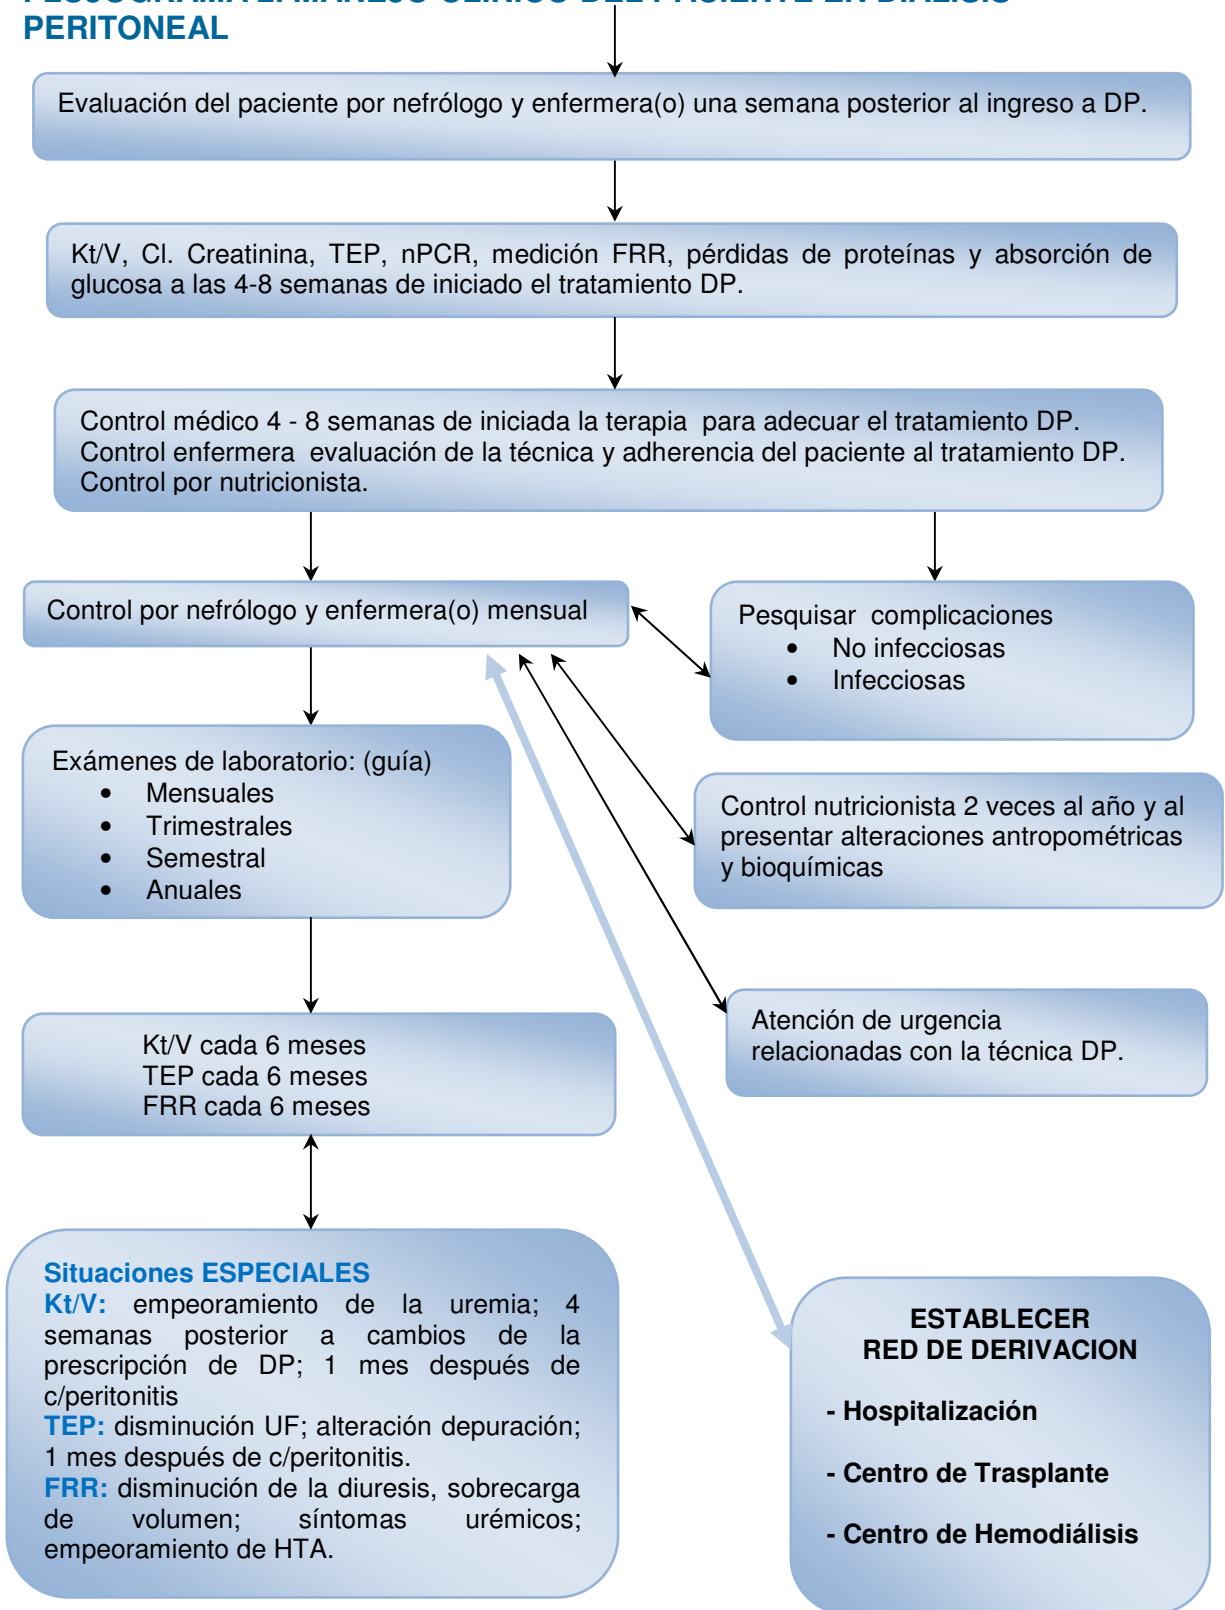 PERITONEAL
Evaluación del paciente por nefrólogo y enfermera(o) una semana posterior al ingreso a DP.
Kt/V, Cl. Creatinina, TEP, nPCR, medición FRR, pérdidas de proteínas y absorción de
glucosa a las 4-8 semanas de iniciado el tratamiento DP.
Control médico 4 - 8 semanas de iniciada la terapia para adecuar el tratamiento DP.
Control enfermera evaluación de la técnica y adherencia del paciente al tratamiento DP.
Control por nutricionista.
Control por nefrólogo y enfermera(o) mensual
Pesquisar complicaciones
• No infecciosas
• Infecciosas
Exámenes de laboratorio: (guía)
• Mensuales
• Trimestrales
• Semestral
• Anuales
Control nutricionista 2 veces al año y al
presentar alteraciones antropométricas
y bioquímicas
Atención de urgencia
relacionadas con la técnica DP.
Kt/V cada 6 meses
TEP cada 6 meses
FRR cada 6 meses
Situaciones ESPECIALES
Kt/V: empeoramiento de la uremia; 4
semanas posterior a cambios de la
prescripción de DP; 1 mes después de
c/peritonitis
TEP: disminución UF; alteración depuración;
1 mes después de c/peritonitis.
FRR: disminución de la diuresis, sobrecarga
de volumen; síntomas urémicos;
empeoramiento de HTA.
ESTABLECER
RED DE DERIVACION
- Hospitalización
- Centro de Trasplante
- Centro de Hemodiálisis